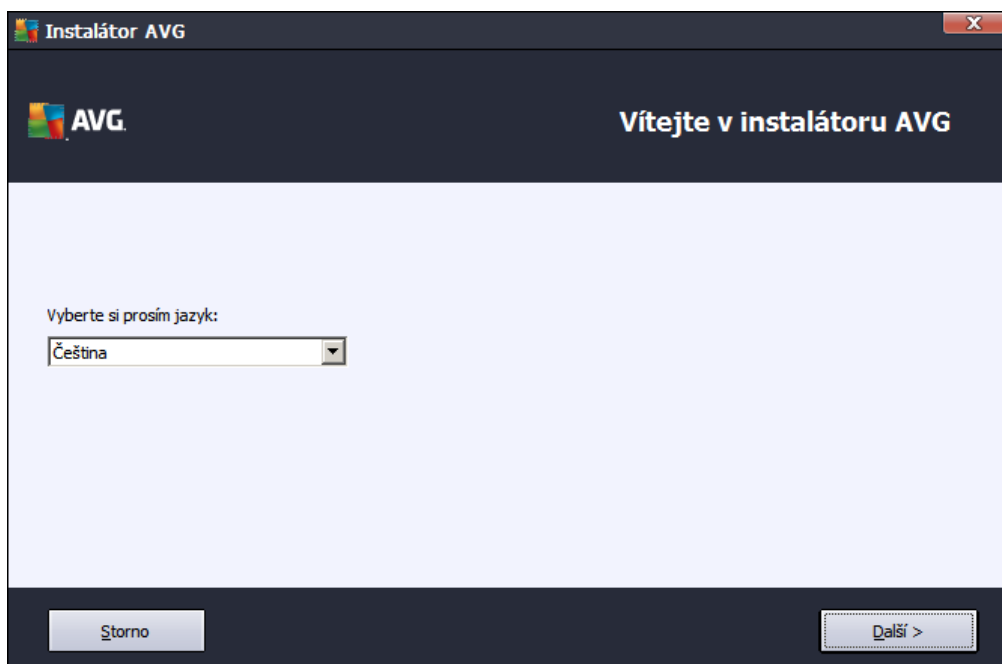 Instalátor AVG
AVG.
Vítejte v instalátoru AVG
Vyberte si prosím jazyk:
Čeština
Storno
Další >